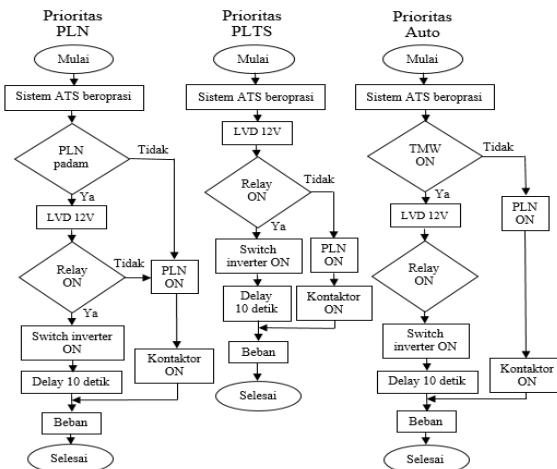 Prioritas
PLN
Mulai
Sistem ATS beroprasi
PLN
padam
Tidak
Ya
LVD 12V
Relay
ON
Tidak
PLN
ON
Ya
Switch inverter
ON
Kontaktor
ON
Delay 10 detik
Beban
Selesai
Prioritas
PLTS
Mulai
Sistem ATS beroprasi
LVD 12V
Relay
ON
Tidak
Ya
Switch
inverter ON
PLN
ON
Delay
10 detik
Kontaktor
ON
Beban
Selesai
Prioritas
Auto
Mulai
Sistem ATS beroprasi
TMW
ON
Tidak
Ya
PLN
ON
LVD 12V
Relay
ON
Switch
inverter ON
Delay 10 detik
Kontaktor
ON
Beban
Selesai